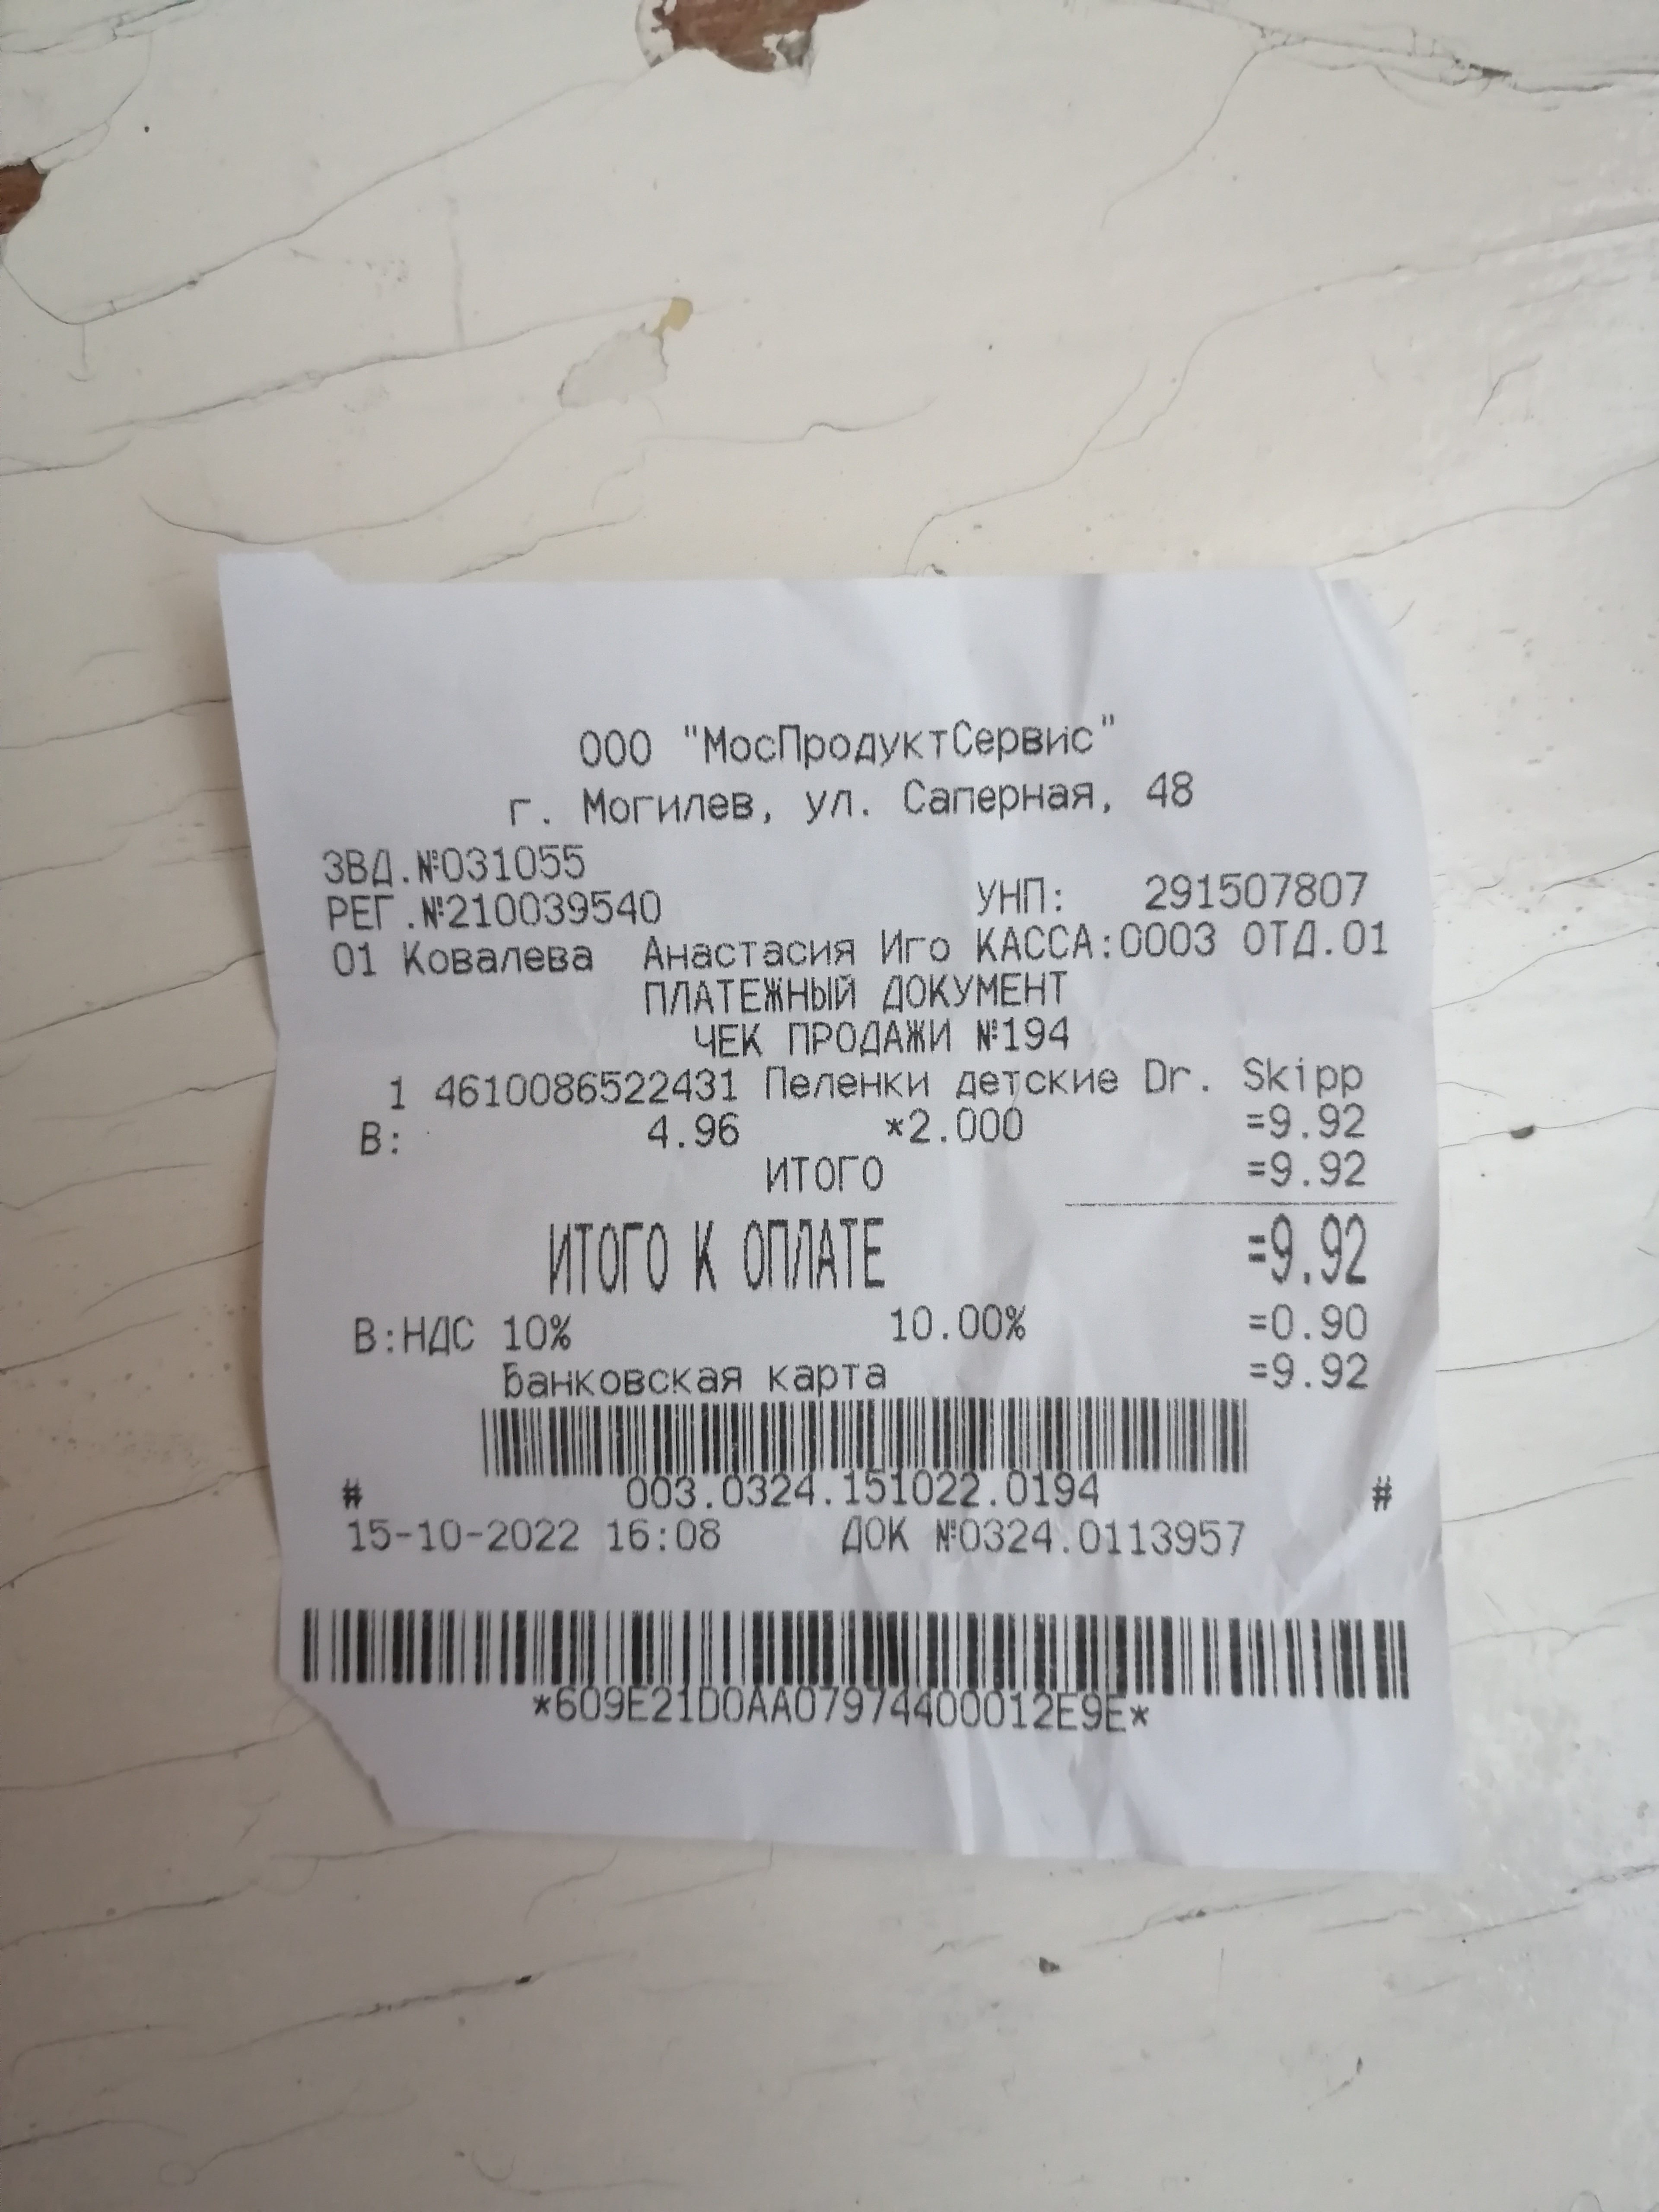 ООО "МосПродуктСервис"
г. Могилев, ул. Саперная, 48
ЗВД.№031055
РЕГ.№210039540 УНП: 291507807
01 Ковалева Анастасия Иго КАССА:0003 ОТД.01
ПЛАТЕЖНЫЙ ДОКУМЕНТ
ЧЕК ПРОДАЖИ №194
1 4610086522431 Пеленки детские Dr. Skipp
В: 4.96 *2.000 =9.92
ИТОГО =9.92
ИТОГО К ОПЛАТЕ =9.92
В:НДС 10% 10.00% =0.90
Банковская карта =9.92
# 003.0324.151022.0194 #
15-10-2022 16:08 ДОК №0324.0113957
*609E21D0AA07974400012E9E*